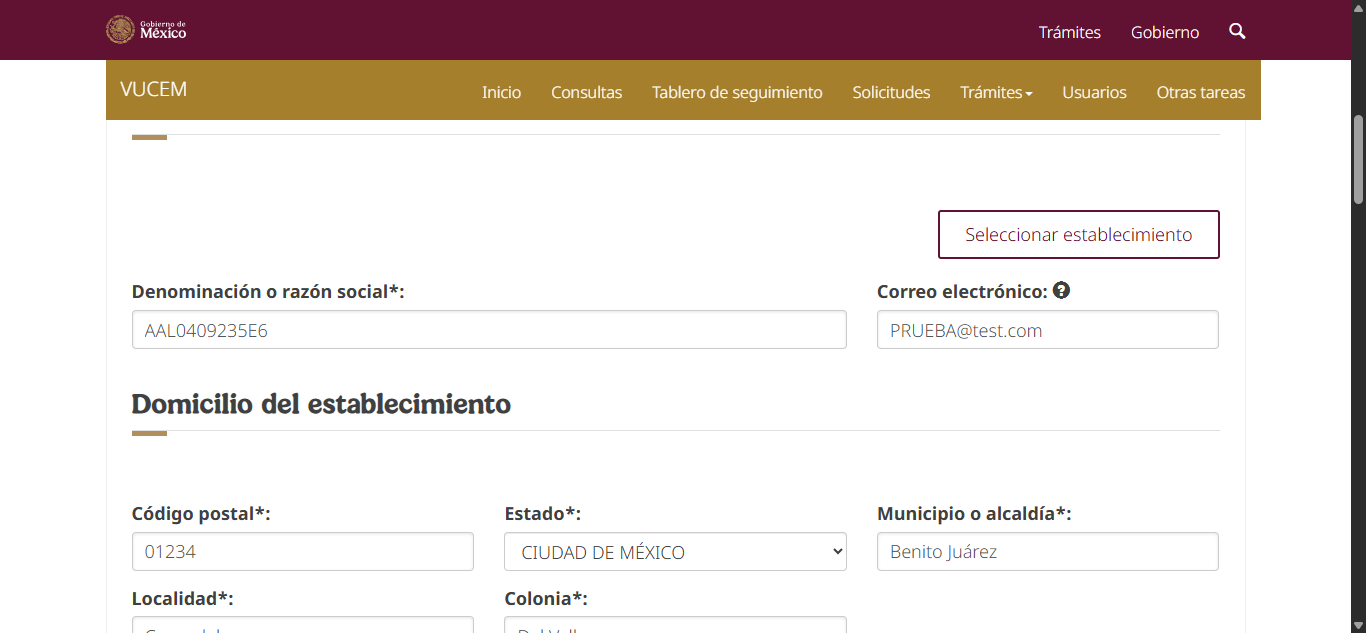 Gobierno de
México
Trámites
Gobierno
VUCEM
Inicio
Consultas
Tablero de seguimiento
Solicitudes
Trámites
Usuarios
Otras tareas
Seleccionar establecimiento
Denominación o razón social*:
Correo electrónico:
AAL0409235E6
PRUEBA@test.com
Domicilio del establecimiento
Código postal*:
Estado*:
Municipio o alcaldía*:
01234
CIUDAD DE MÉXICO
Benito Juárez
Localidad*:
Colonia*:
Del Valle